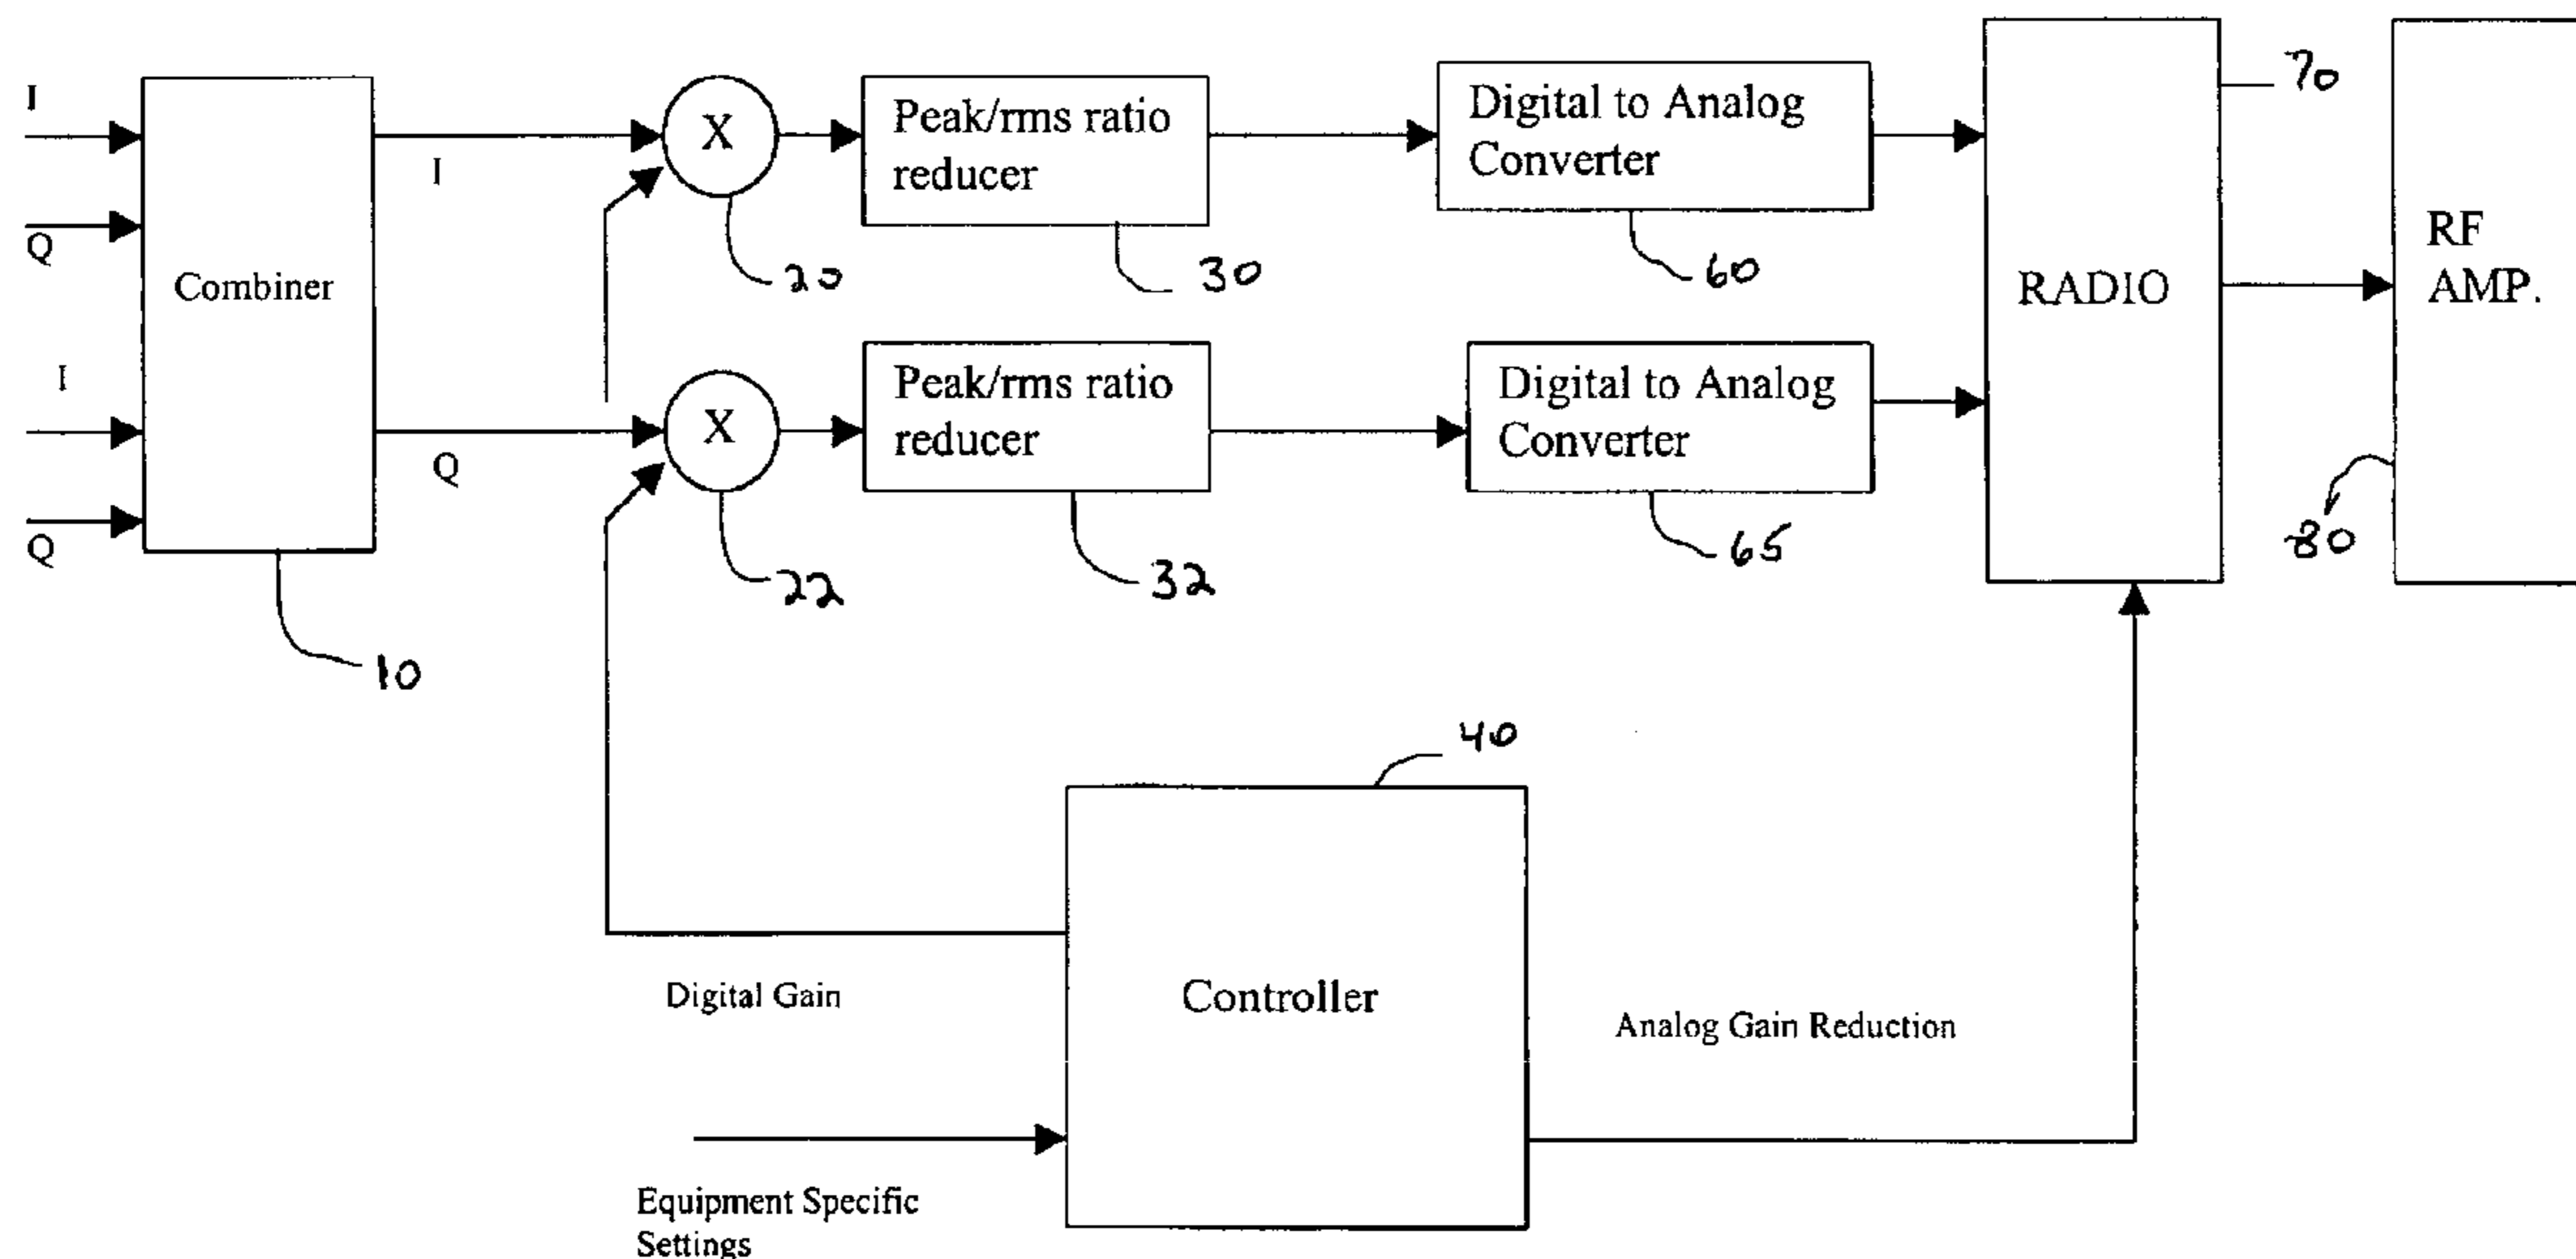 I
Q
I
Q
Combiner
10
I
Q
X
20
X
22
Peak/rms ratio
reducer
30
Peak/rms ratio
reducer
32
Digital to Analog
Converter
60
Digital to Analog
Converter
65
RADIO
70
RF
AMP.
80
40
Controller
Digital Gain
Analog Gain Reduction
Equipment Specific
Settings